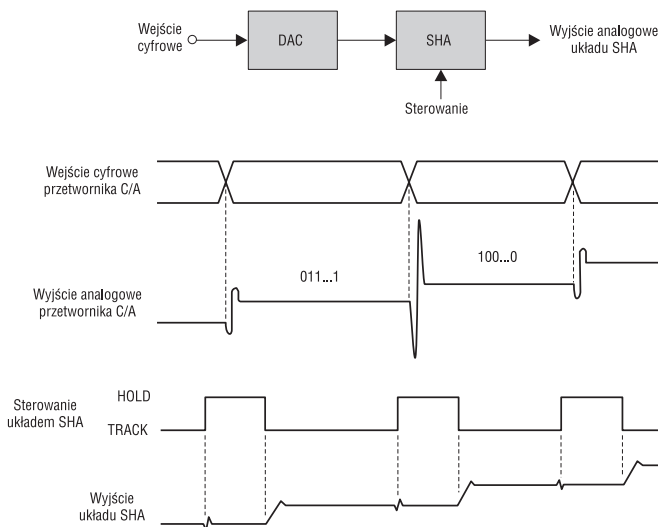 Wejście
cyfrowe
DAC
SHA
Wyjście analogowe
układu SHA
Sterowanie
Wejście cyfrowe
przetwornika C/A
011...1
100...0
Wyjście analogowe
przetwornika C/A
HOLD
Sterowanie
układem SHA
TRACK
Wyjście
układu SHA